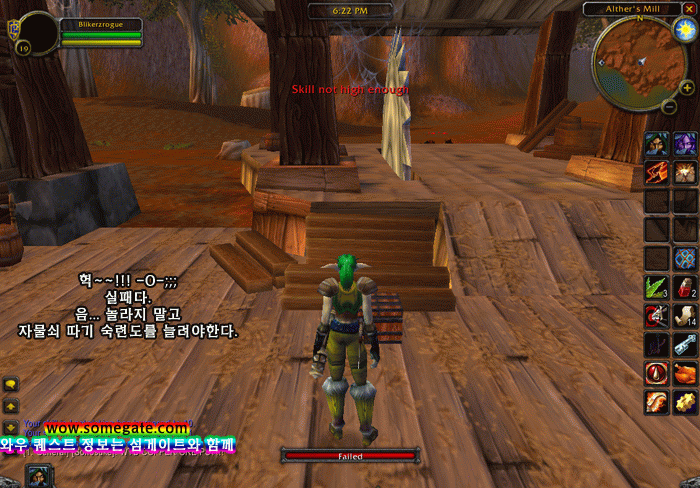 Blikerzrogue
19
6:22 PM
Alther's Mill
N
Skill not high enough
3
2
14
헉~~!!! -O-;;;
실패다.
음... 놀라지 말고
자물쇠 따기 숙련도를 늘려야한다.
Your
wow.somegate.com
와우 퀘스트 정보는 섬게이트와 함께
Failed